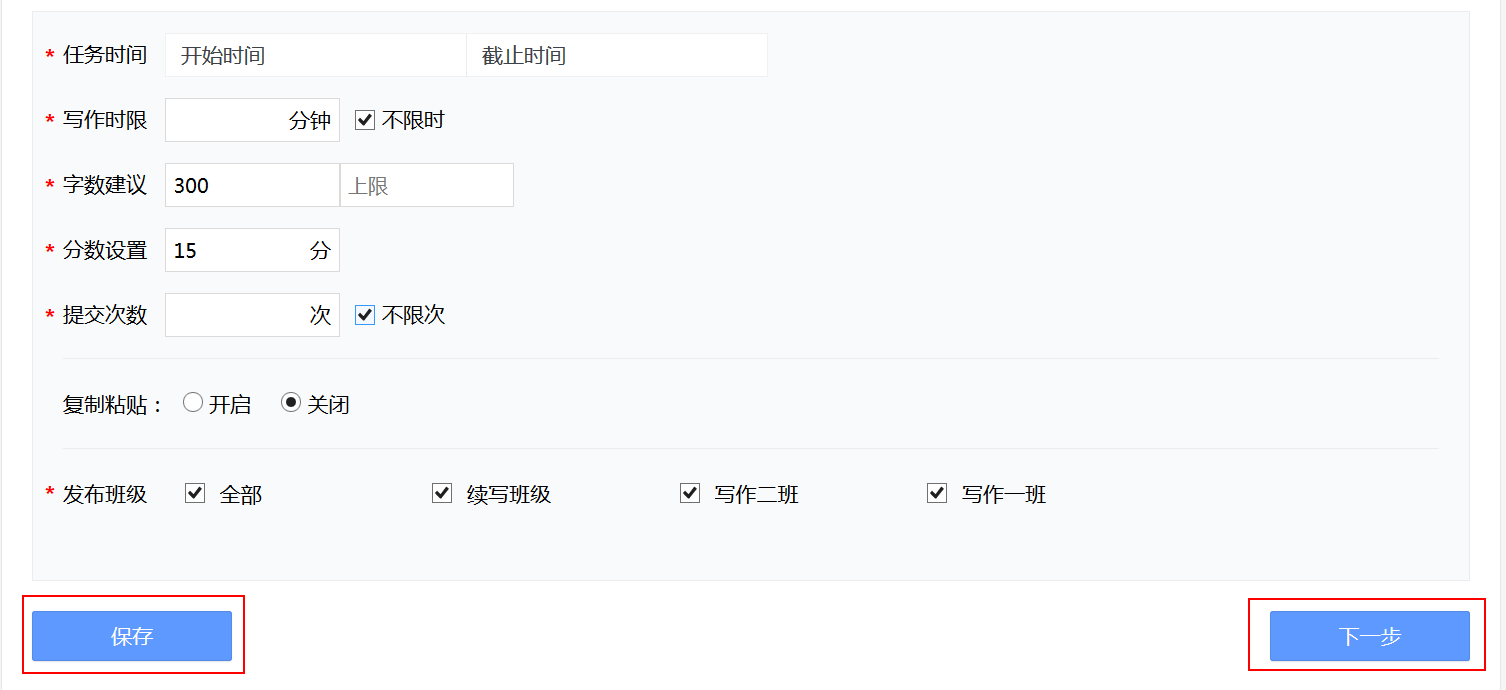 * 任务时间 开始时间 截止时间
* 写作时限 分钟 不限时
* 字数建议 300 上限
* 分数设置 15 分
* 提交次数 次 不限次
复制粘贴： 开启 关闭
* 发布班级 全部 续写班级 写作二班 写作一班
保存 下一步